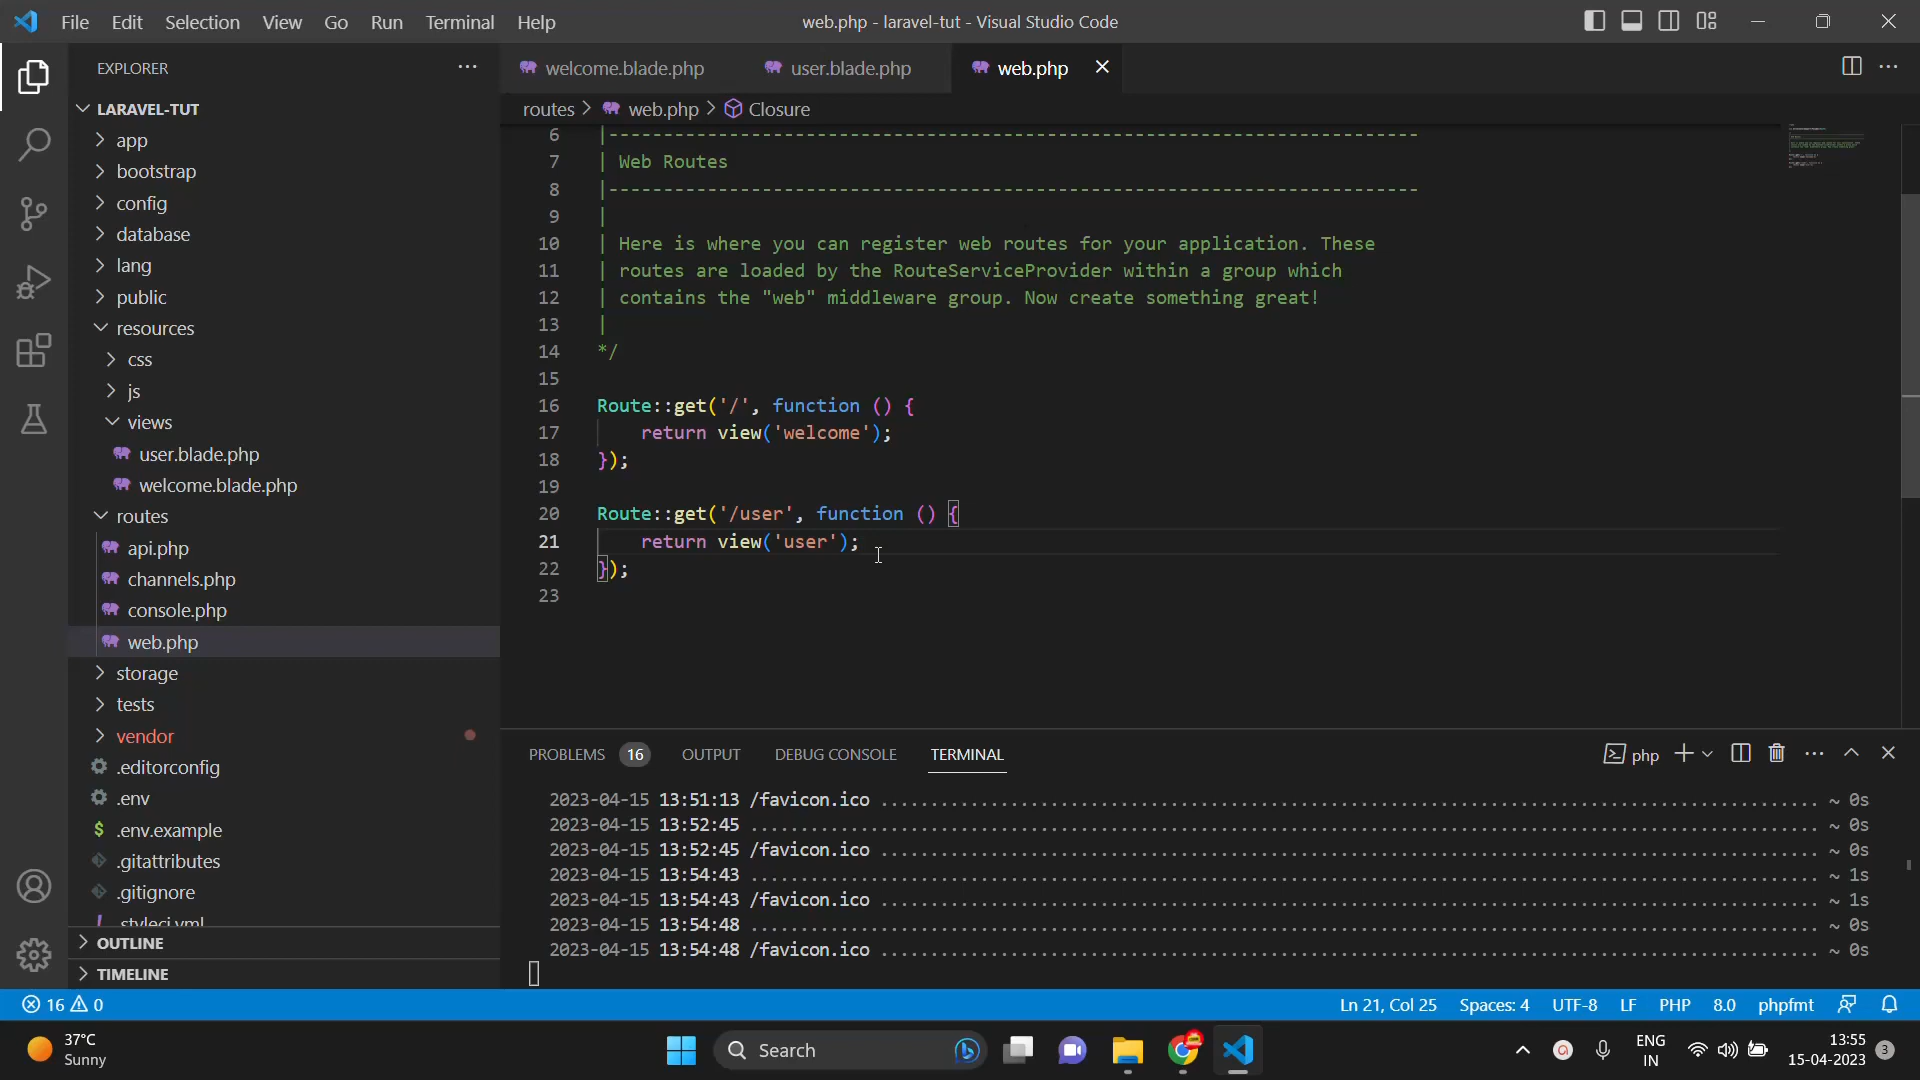 File Edit Selection View Go Run Terminal Help
web.php - laravel-tut - Visual Studio Code
EXPLORER
LARAVEL-TUT
app
bootstrap
config
database
lang
public
resources
css
js
views
user.blade.php
welcome.blade.php
routes
api.php
channels.php
console.php
web.php
storage
tests
vendor
.editorconfig
.env
.env.example
.gitattributes
.gitignore
.styleci.yml
OUTLINE
TIMELINE
welcome.blade.php user.blade.php web.php
routes > web.php > Closure
6 |--------------------------------------------------------------------------
7 | Web Routes
8 |--------------------------------------------------------------------------
9 |
10 | Here is where you can register web routes for your application. These
11 | routes are loaded by the RouteServiceProvider within a group which
12 | contains the "web" middleware group. Now create something great!
13 |
14 */
15
16 Route::get('/', function () {
17 return view('welcome');
18 });
19
20 Route::get('/user', function () {
21 return view('user');
22 });
23
PROBLEMS 16 OUTPUT DEBUG CONSOLE TERMINAL
php
2023-04-15 13:51:13 /favicon.ico ........................................ ~ 0s
2023-04-15 13:52:45 ........................................ ~ 0s
2023-04-15 13:52:45 /favicon.ico ........................................ ~ 0s
2023-04-15 13:54:43 ........................................ ~ 1s
2023-04-15 13:54:43 /favicon.ico ........................................ ~ 1s
2023-04-15 13:54:48 ........................................ ~ 0s
2023-04-15 13:54:48 /favicon.ico ........................................ ~ 0s
16 0
Ln 21, Col 25 Spaces: 4 UTF-8 LF PHP 8.0 phpfmt
37°C
Sunny
Search
ENG
IN
13:55
15-04-2023
3